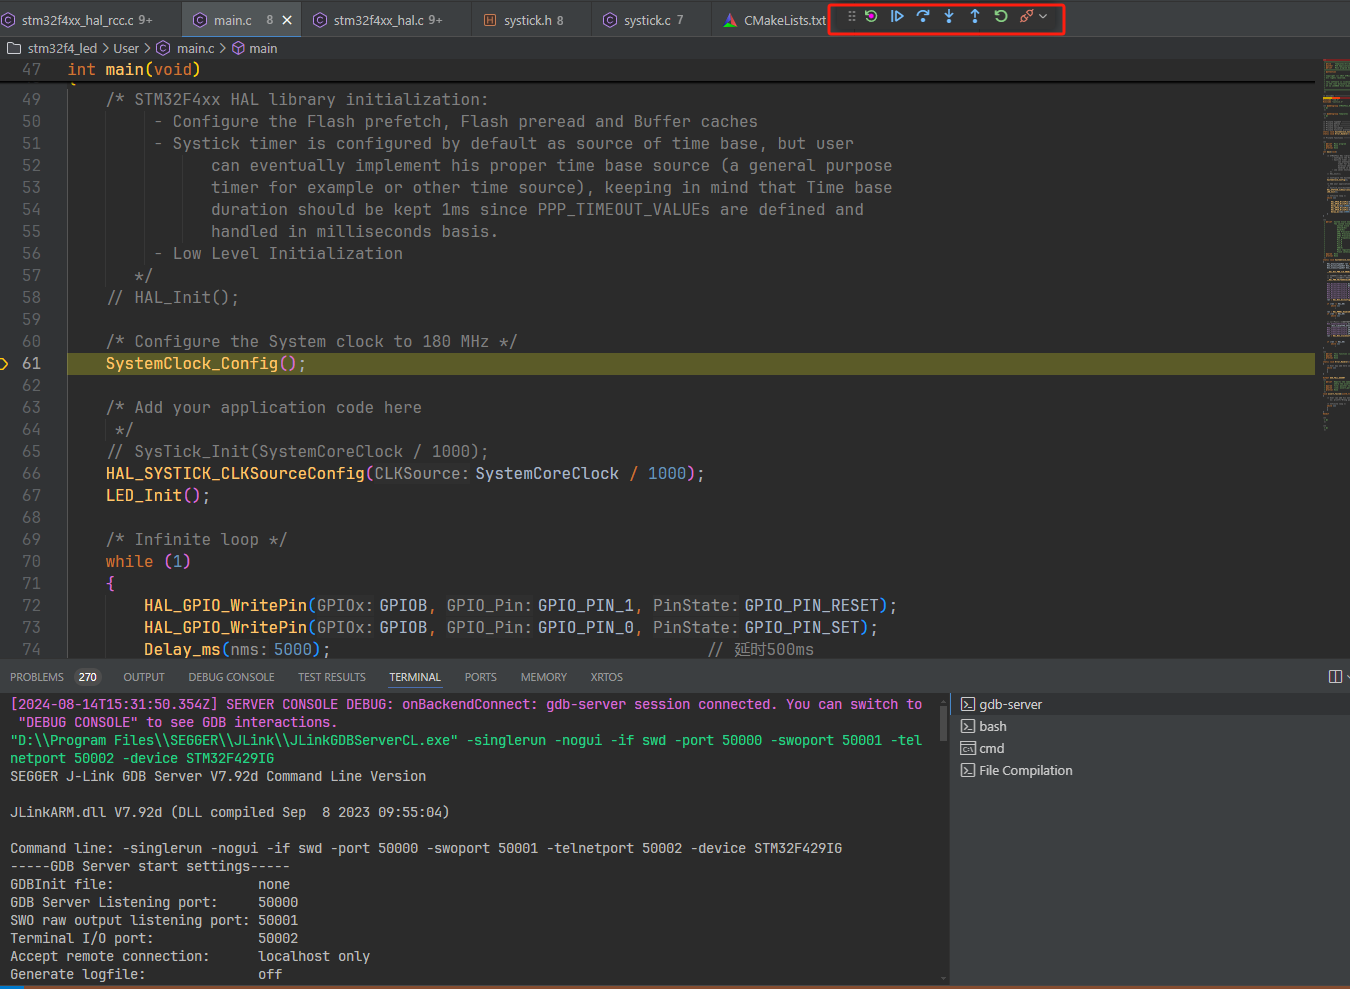 stm32f4xx_hal_rcc.c 9+ main.c 8 stm32f4xx_hal.c 9+ systick.h 8 systick.c 7 CMakeLists.txt
stm32f4_led > User > main.c > main
47 int main(void)
49 /* STM32F4xx HAL library initialization:
50 - Configure the Flash prefetch, Flash preread and Buffer caches
51 - Systick timer is configured by default as source of time base, but user
52 can eventually implement his proper time base source (a general purpose
53 timer for example or other time source), keeping in mind that Time base
54 duration should be kept 1ms since PPP_TIMEOUT_VALUEs are defined and
55 handled in milliseconds basis.
56 - Low Level Initialization
57 */
58 // HAL_Init();
59
60 /* Configure the System clock to 180 MHz */
61 SystemClock_Config();
62
63 /* Add your application code here
64 */
65 // SysTick_Init(SystemCoreClock / 1000);
66 HAL_SYSTICK_CLKSourceConfig(CLKSource: SystemCoreClock / 1000);
67 LED_Init();
68
69 /* Infinite loop */
70 while (1)
71 {
72 HAL_GPIO_WritePin(GPIOx: GPIOB, GPIO_Pin: GPIO_PIN_1, PinState: GPIO_PIN_RESET);
73 HAL_GPIO_WritePin(GPIOx: GPIOB, GPIO_Pin: GPIO_PIN_0, PinState: GPIO_PIN_SET);
74 Delay_ms(nms: 5000); // 延时500ms
PROBLEMS 270 OUTPUT DEBUG CONSOLE TEST RESULTS TERMINAL PORTS MEMORY XRTOS
[2024-08-14T15:31:50.354Z] SERVER CONSOLE DEBUG: onBackendConnect: gdb-server session connected. You can switch to
"DEBUG CONSOLE" to see GDB interactions.
"D:\\Program Files\\SEGGER\\JLink\\JLinkGDBServerCL.exe" -singlerun -nogui -if swd -port 50000 -swoport 50001 -tel
netport 50002 -device STM32F429IG
SEGGER J-Link GDB Server V7.92d Command Line Version
JLinkARM.dll V7.92d (DLL compiled Sep  8 2023 09:55:04)
Command line: -singlerun -nogui -if swd -port 50000 -swoport 50001 -telnetport 50002 -device STM32F429IG
-----GDB Server start settings-----
GDBInit file: none
GDB Server Listening port: 50000
SWO raw output listening port: 50001
Terminal I/O port: 50002
Accept remote connection: localhost only
Generate logfile: off
gdb-server
bash
cmd
File Compilation